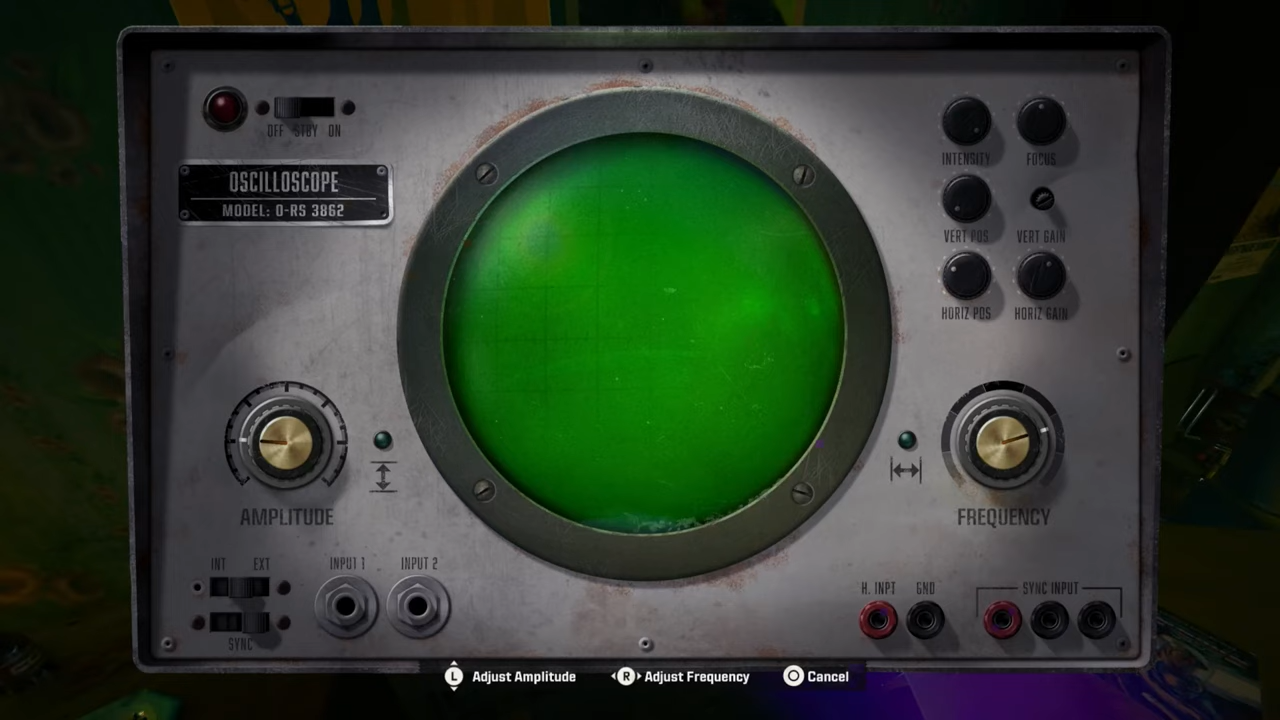 OFF STBY ON
OSCILLOSCOPE
MODEL: O-RS 3862
INTENSITY FOCUS
VERT POS VERT GAIN
HORIZ POS HORIZ GAIN
AMPLITUDE
FREQUENCY
INT EXT
INPUT 1 INPUT 2
SYNC
H. INPT GND
SYNC INPUT
L Adjust Amplitude
R Adjust Frequency
Cancel